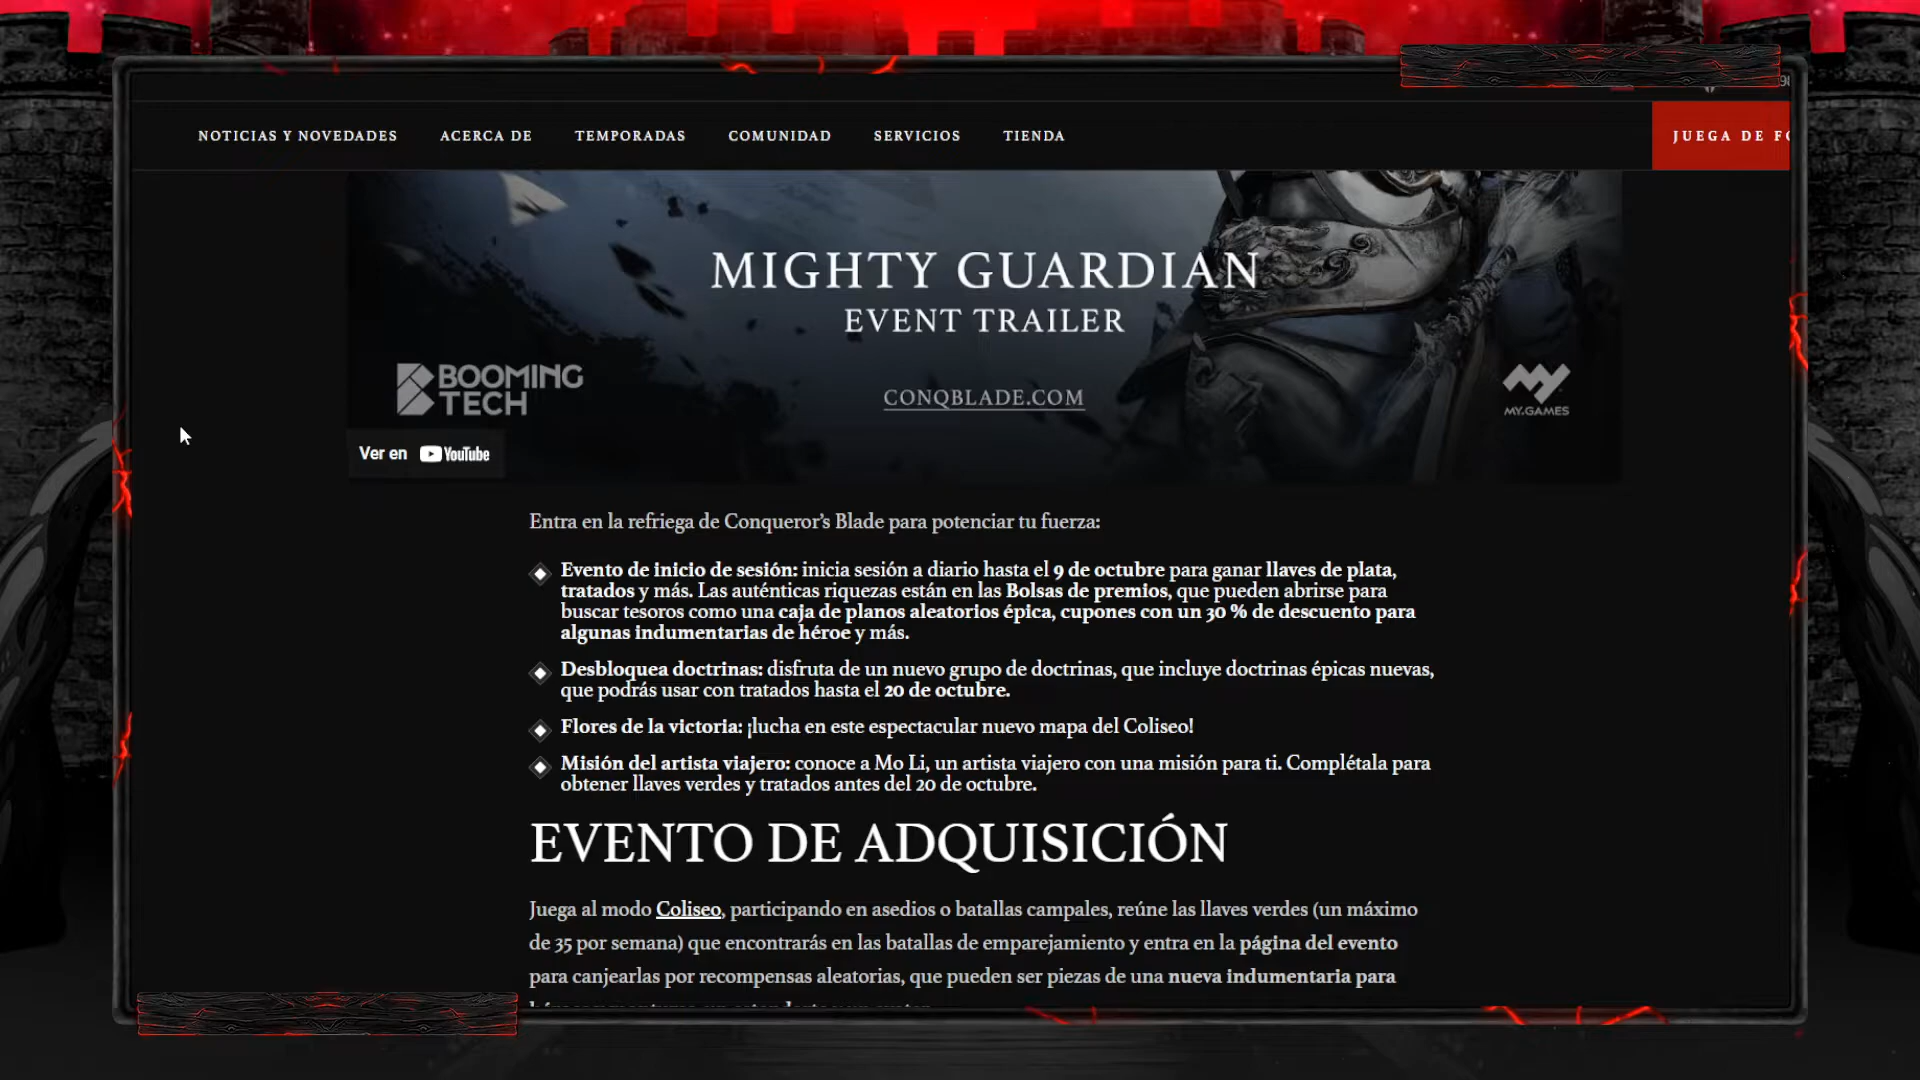 NOTICIAS Y NOVEDADES ACERCA DE TEMPORADAS COMUNIDAD SERVICIOS TIENDA JUEGA DE
MIGHTY GUARDIAN
EVENT TRAILER
BOOMING
TECH
CONQBLADE.COM
MY.GAMES
Ver en YouTube
Entra en la refriega de Conqueror's Blade para potenciar tu fuerza:
Evento de inicio de sesión: inicia sesión a diario hasta el 9 de octubre para ganar llaves de plata,
tratados y más. Las auténticas riquezas están en las Bolsas de premios, que pueden abrirse para
buscar tesoros como una caja de planos aleatorios épica, cupones con un 30 % de descuento para
algunas indumentarias de héroe y más.
Desbloquea doctrinas: disfruta de un nuevo grupo de doctrinas, que incluye doctrinas épicas nuevas,
que podrás usar con tratados hasta el 20 de octubre.
Flores de la victoria: ¡lucha en este espectacular nuevo mapa del Coliseo!
Misión del artista viajero: conoce a Mo Li, un artista viajero con una misión para ti. Complétala para
obtener llaves verdes y tratados antes del 20 de octubre.
EVENTO DE ADQUISICIÓN
Juega al modo Coliseo, participando en asedios o batallas campales, reúne las llaves verdes (un máximo
de 35 por semana) que encontrarás en las batallas de emparejamiento y entra en la página del evento
para canjearlas por recompensas aleatorias, que pueden ser piezas de una nueva indumentaria para